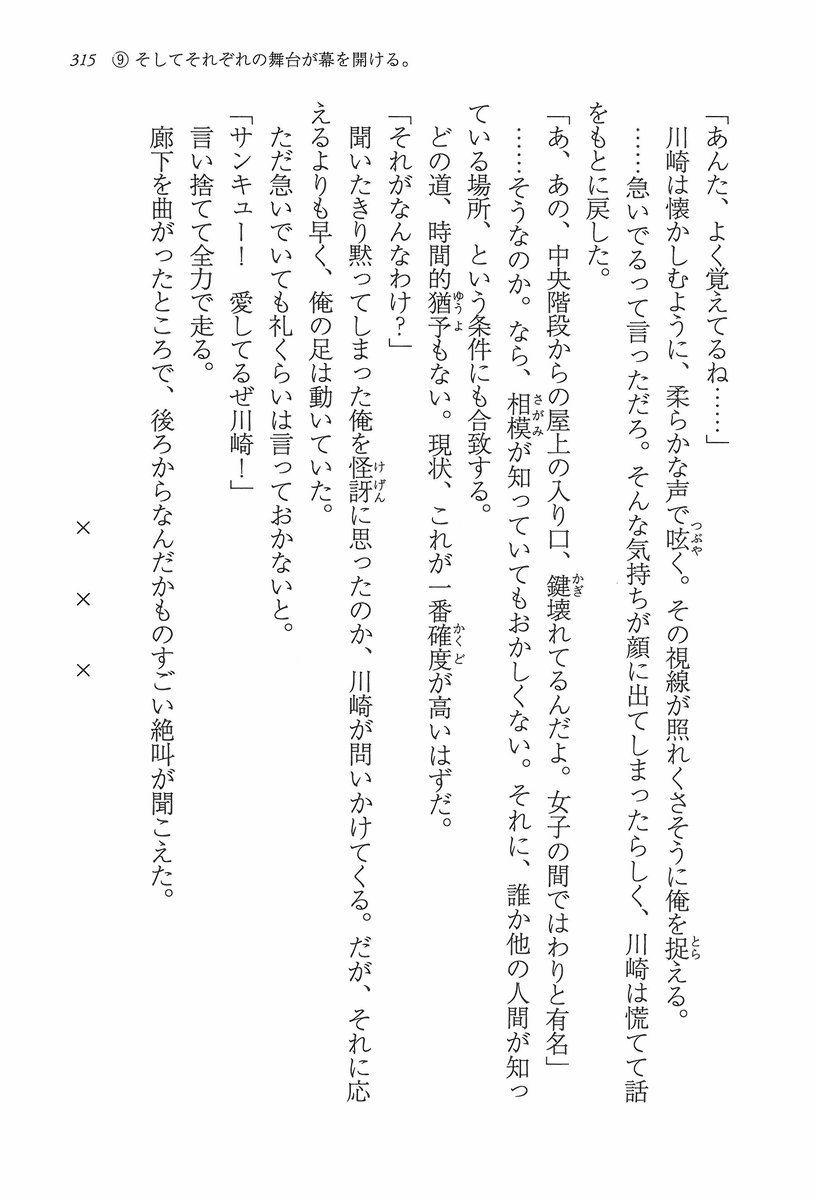 315 ⑨ そしてそれぞれの舞台が幕を開ける。
「あんた、よく覚えてるね……」
川崎は懐かしむように、柔らかな声で呟く。その視線が照れくさそうに俺を捉える。
……急いでるって言っただろ。そんな気持ちが顔に出てしまったらしく、川崎は慌てて話
をもとに戻した。
「あ、あの、中央階段からの屋上の入り口、鍵壊れてるんだよ。女子の間ではわりと有名」
……そうなのか。なら、相模が知っていてもおかしくない。それに、誰か他の人間が知っ
ている場所、という条件にも合致する。
どの道、時間的猶予もない。現状、これが一番確度が高いはずだ。
「それがなんなわけ?」
聞いたきり黙ってしまった俺を怪訝に思ったのか、川崎が問いかけてくる。だが、それに応
えるよりも早く、俺の足は動いていた。
ただ急いでいても礼くらいは言っておかないと。
「サンキュー! 愛してるぜ川崎!」
言い捨てて全力で走る。
廊下を曲がったところで、後ろからなんだかものすごい絶叫が聞こえた。
× × ×